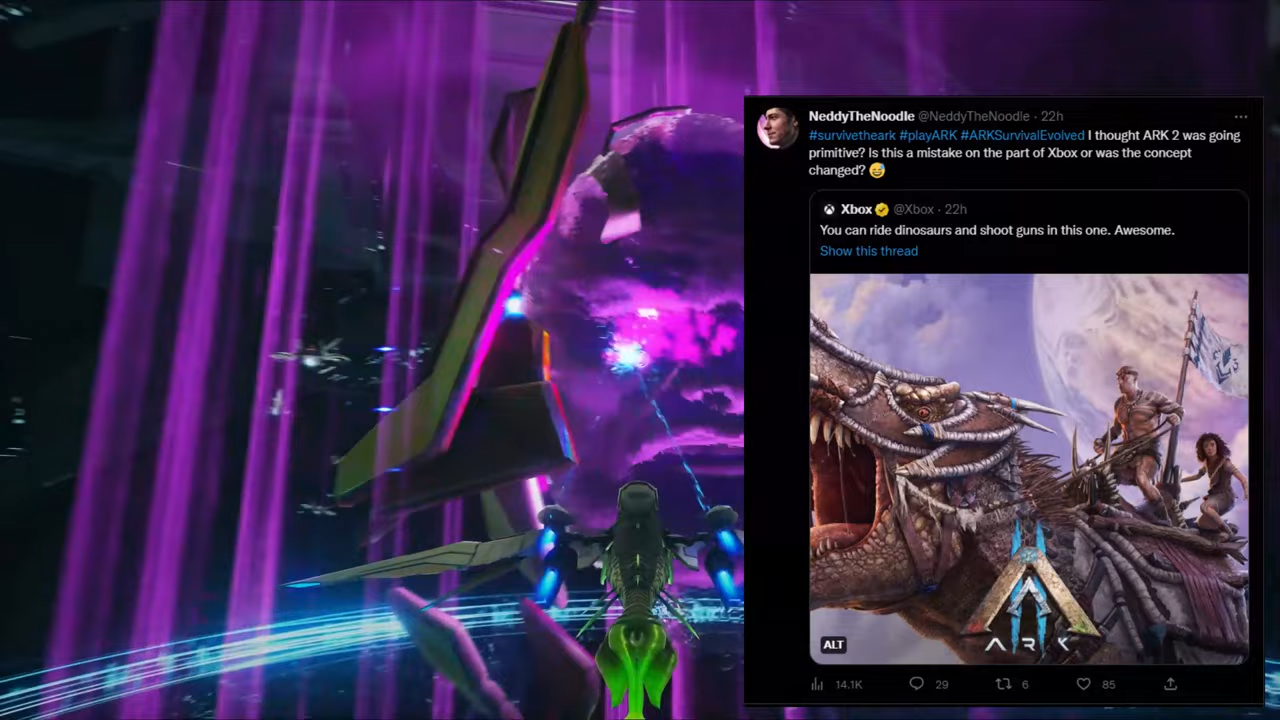 NeddyTheNoodle @NeddyTheNoodle · 22h
#survivetheark #playARK #ARKSurvivalEvolved I thought ARK 2 was going
primitive? Is this a mistake on the part of Xbox or was the concept
changed? 😅
Xbox @Xbox · 22h
You can ride dinosaurs and shoot guns in this one. Awesome.
Show this thread
ARK
ALT
14.1K 29 6 85